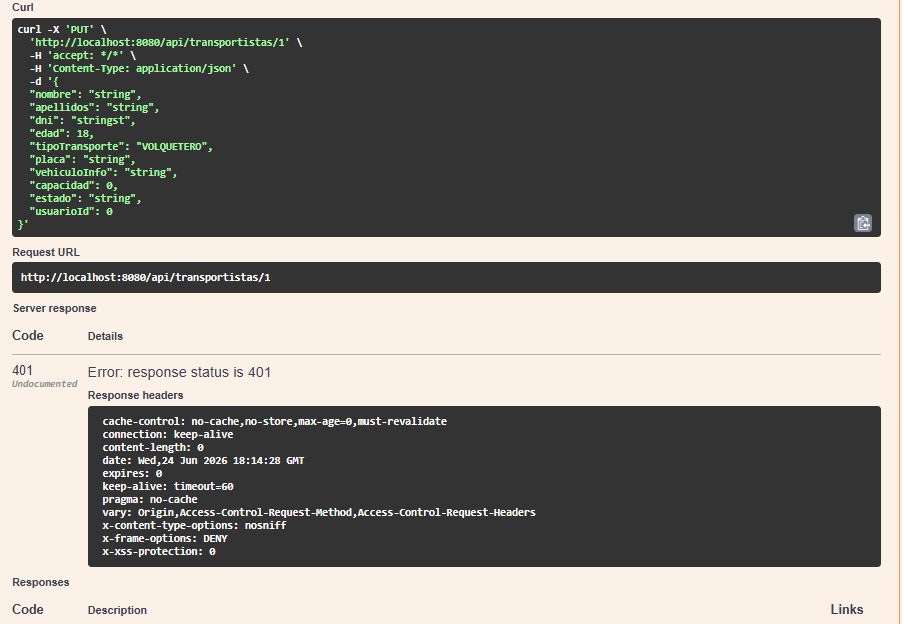 Curl
curl -X 'PUT' \
  'http://localhost:8080/api/transportistas/1' \
  -H 'accept: */*' \
  -H 'Content-Type: application/json' \
  -d '{
  "nombre": "string",
  "apellidos": "string",
  "dni": "stringst",
  "edad": 18,
  "tipoTransporte": "VOLQUETERO",
  "placa": "string",
  "vehiculoInfo": "string",
  "capacidad": 0,
  "estado": "string",
  "usuarioId": 0
}'
Request URL
http://localhost:8080/api/transportistas/1
Server response
Code Details
401 Error: response status is 401
Undocumented
Response headers
cache-control: no-cache,no-store,max-age=0,must-revalidate
connection: keep-alive
content-length: 0
date: Wed,24 Jun 2026 18:14:28 GMT
expires: 0
keep-alive: timeout=60
pragma: no-cache
vary: Origin,Access-Control-Request-Method,Access-Control-Request-Headers
x-content-type-options: nosniff
x-frame-options: DENY
x-xss-protection: 0
Responses
Code Description Links